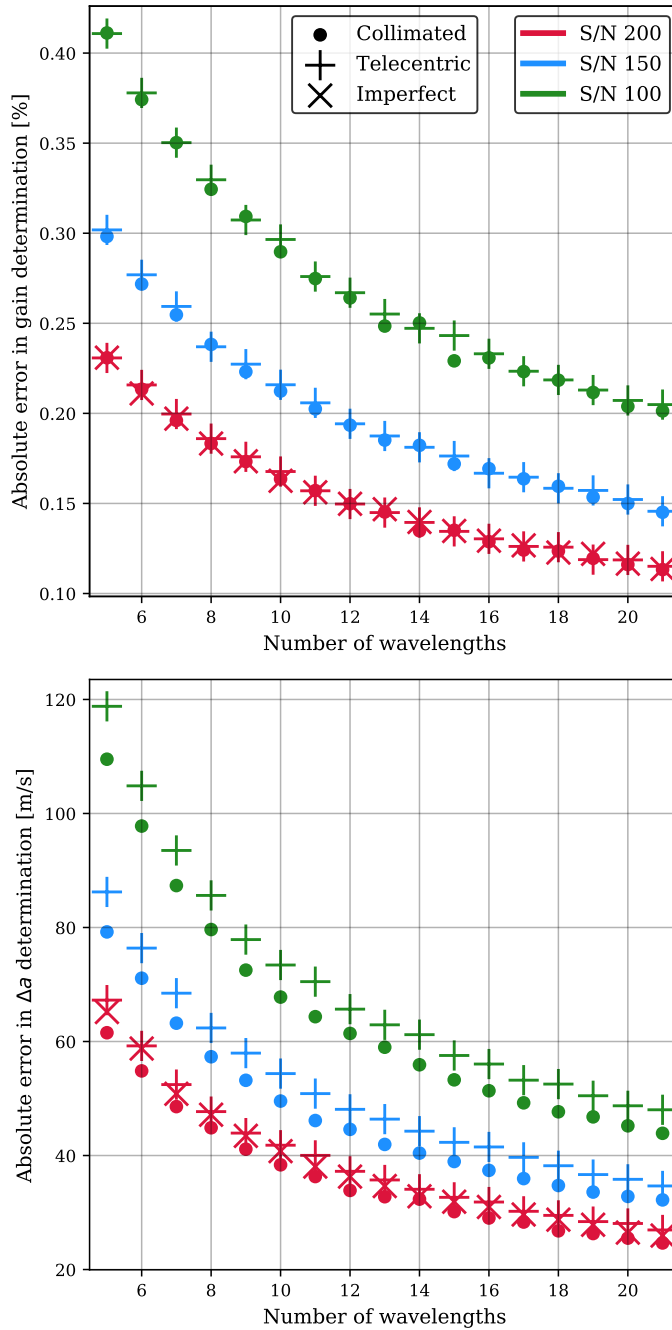 0.40
0.35
0.30
0.25
0.20
0.15
0.10
Absolute error in gain determination [%]
Collimated
Telecentric
Imperfect
S/N 200
S/N 150
S/N 100
6 8 10 12 14 16 18 20
Number of wavelengths
120
100
80
60
40
20
Absolute error in Δa determination [m/s]
6 8 10 12 14 16 18 20
Number of wavelengths